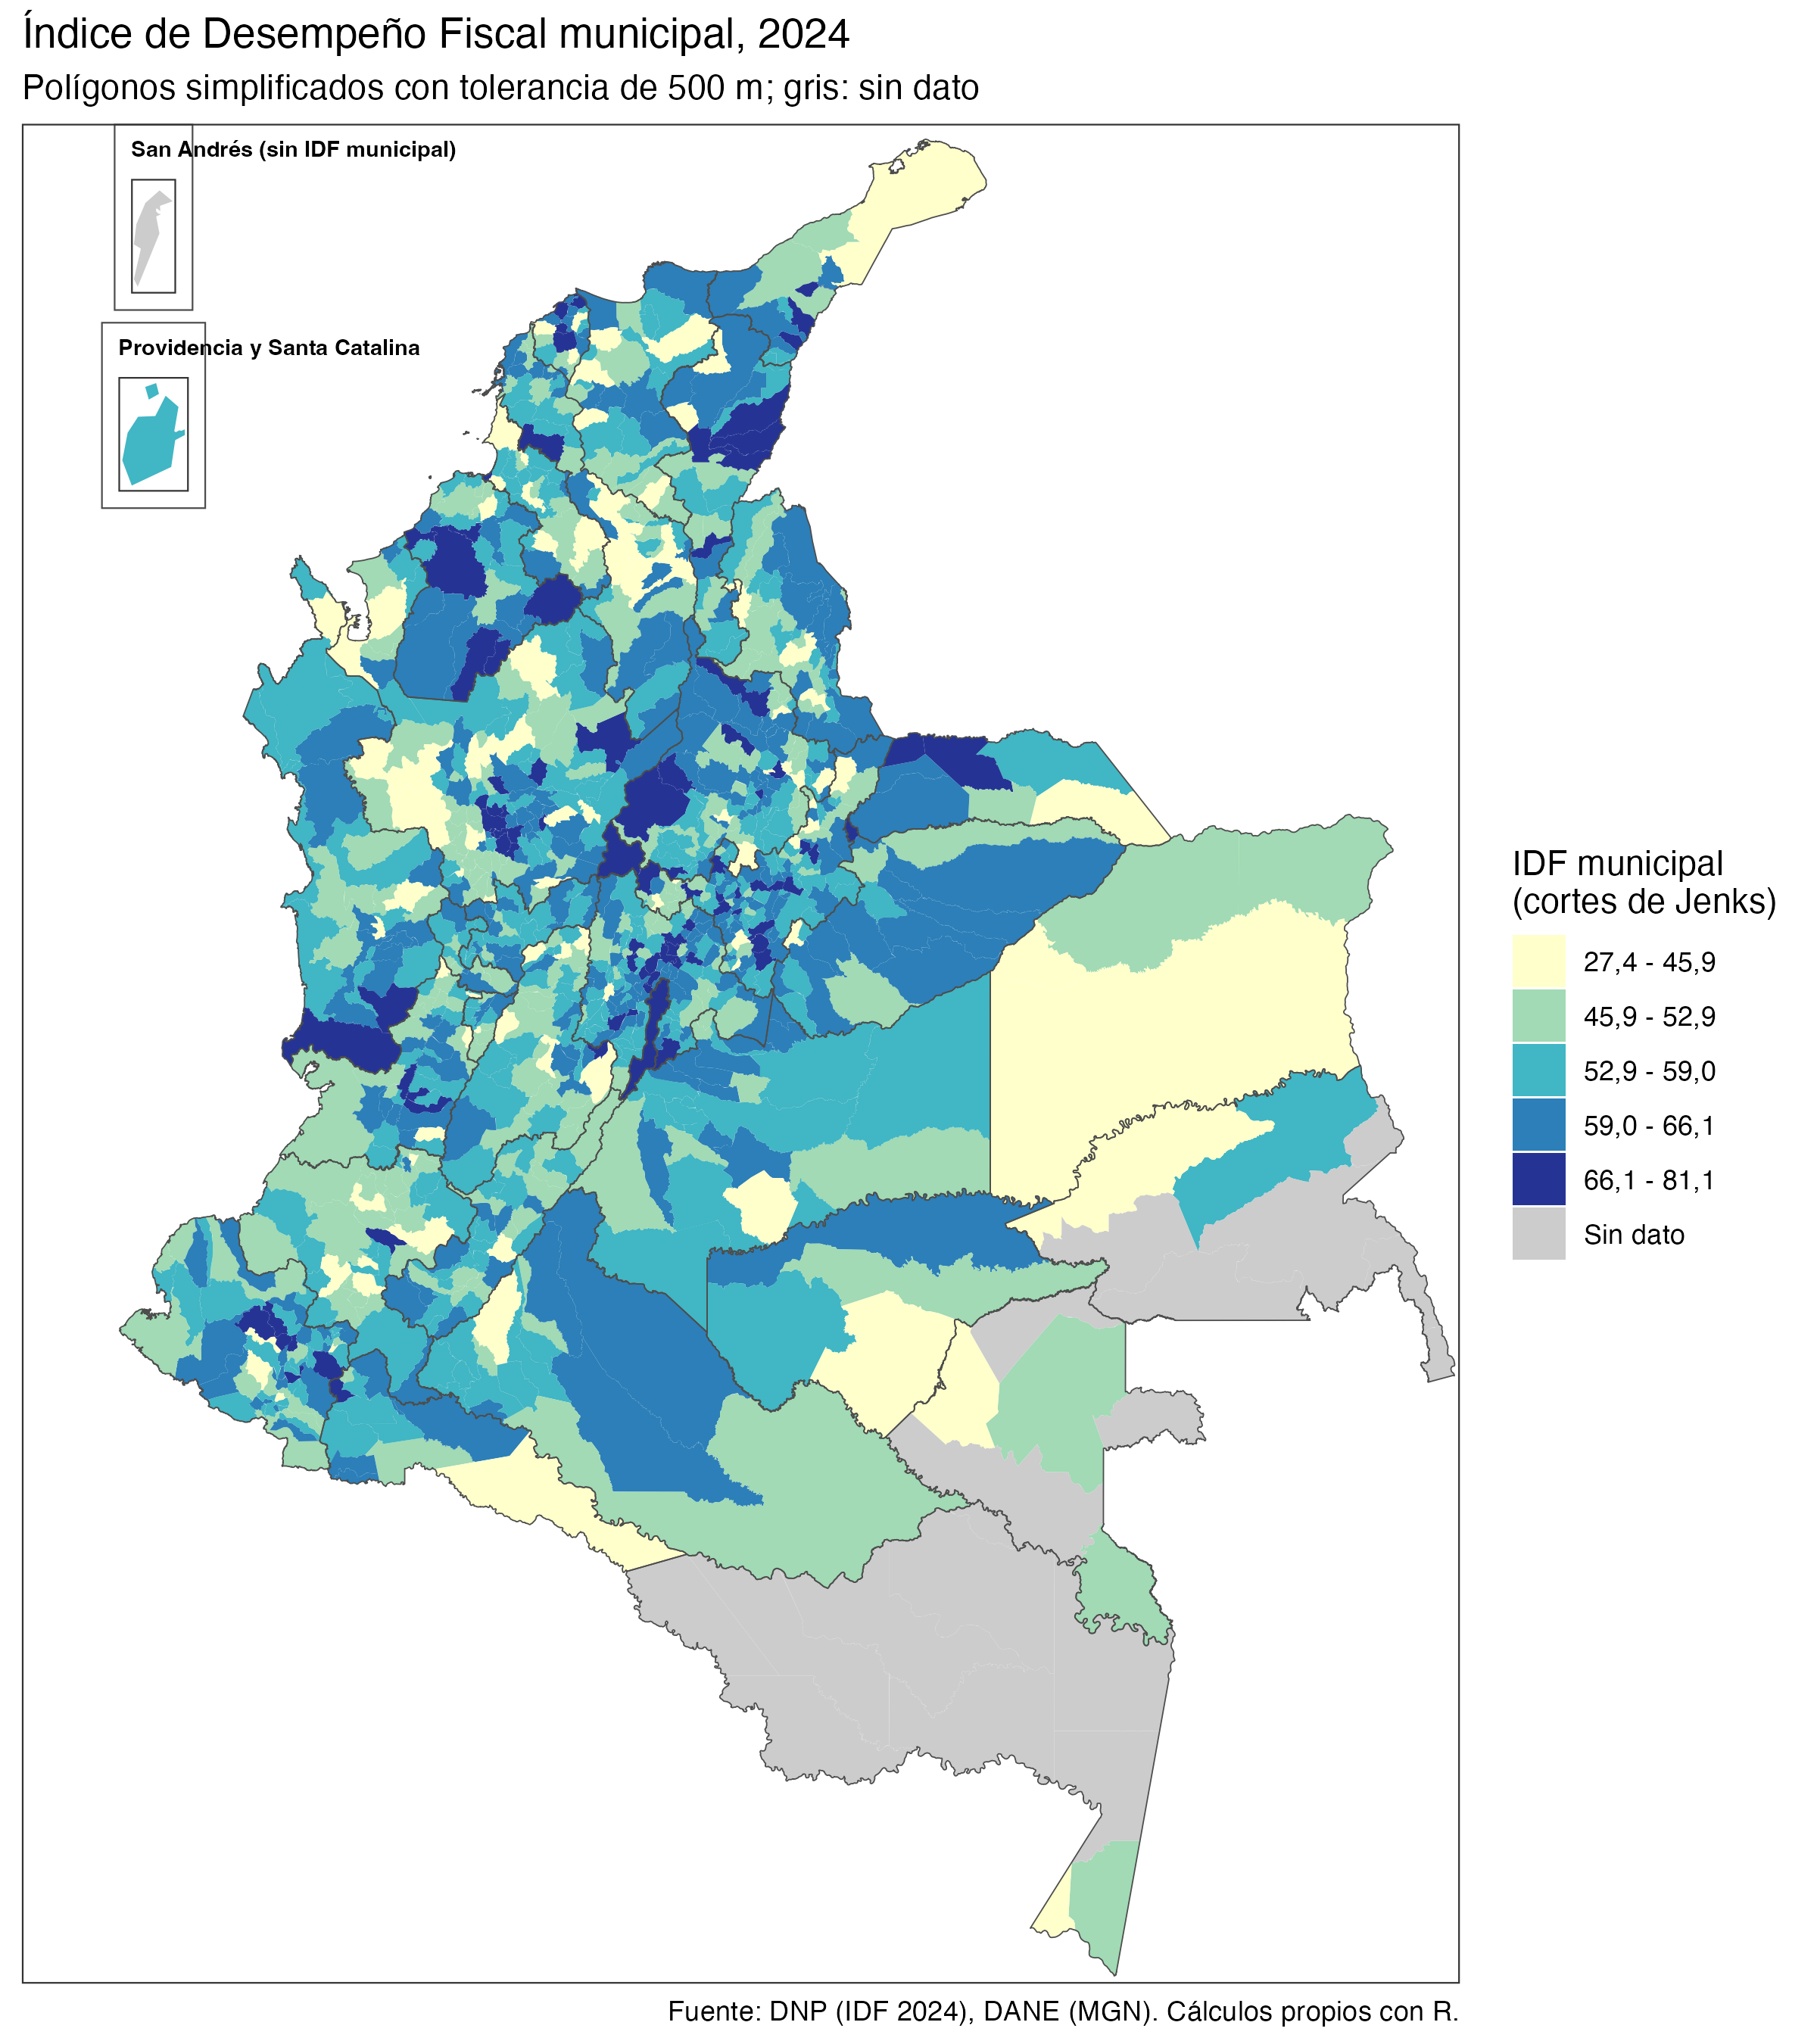 Índice de Desempeño Fiscal municipal, 2024
Polígonos simplificados con tolerancia de 500 m; gris: sin dato
San Andrés (sin IDF municipal)
Providencia y Santa Catalina
IDF municipal
(cortes de Jenks)
27,4 - 45,9
45,9 - 52,9
52,9 - 59,0
59,0 - 66,1
66,1 - 81,1
Sin dato
Fuente: DNP (IDF 2024), DANE (MGN). Cálculos propios con R.